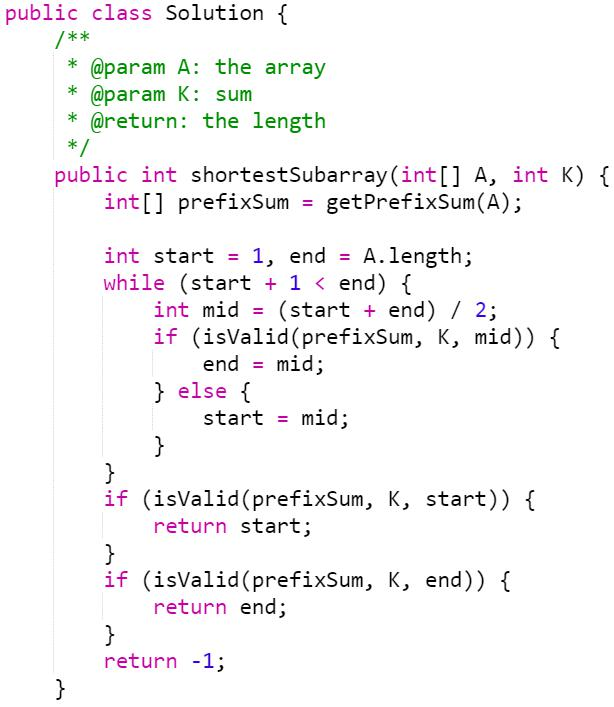 public class Solution {
    /**
     * @param A: the array
     * @param K: sum
     * @return: the length
     */
    public int shortestSubarray(int[] A, int K) {
        int[] prefixSum = getPrefixSum(A);

        int start = 1, end = A.length;
        while (start + 1 < end) {
            int mid = (start + end) / 2;
            if (isValid(prefixSum, K, mid)) {
                end = mid;
            } else {
                start = mid;
            }
        }
        if (isValid(prefixSum, K, start)) {
            return start;
        }
        if (isValid(prefixSum, K, end)) {
            return end;
        }
        return -1;
    }